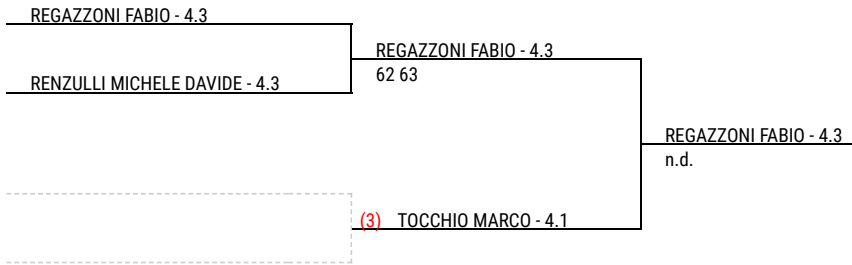 REGAZZONI FABIO - 4.3
REGAZZONI FABIO - 4.3
62 63
RENZULLI MICHELE DAVIDE - 4.3
REGAZZONI FABIO - 4.3
n.d.
(3) TOCCHIO MARCO - 4.1